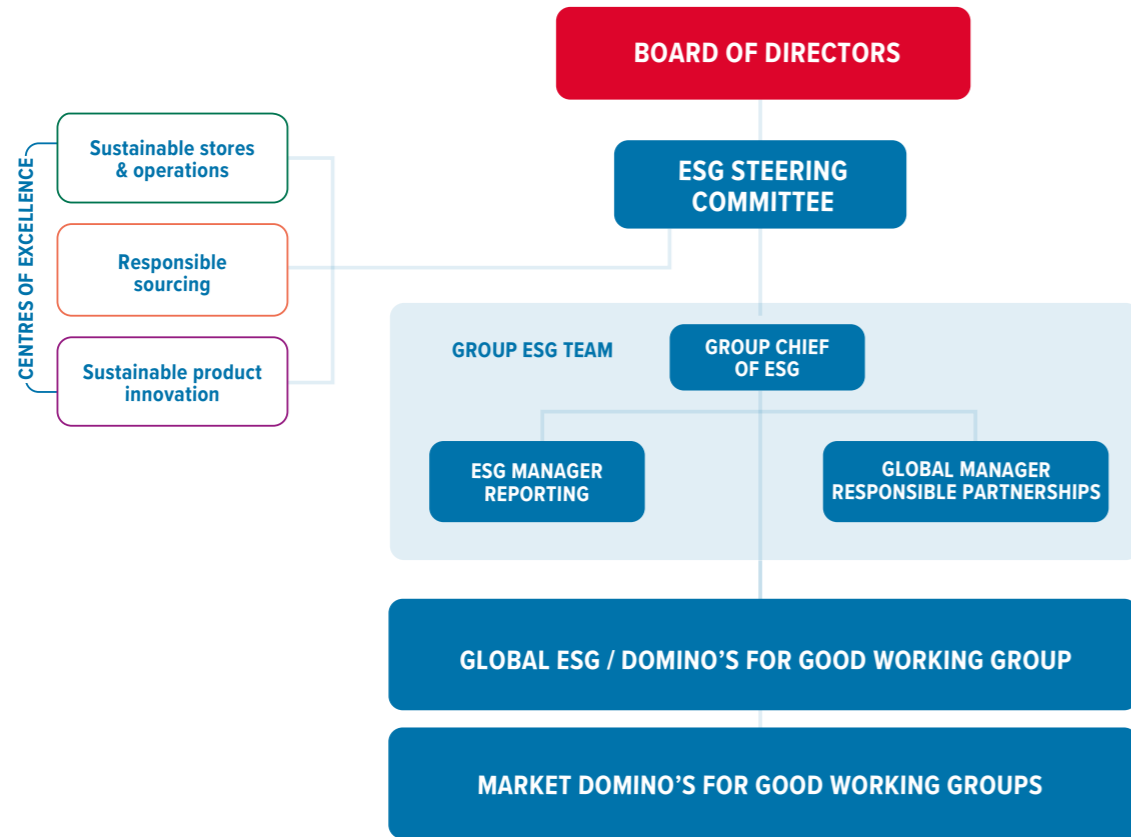 BOARD OF DIRECTORS
ESG STEERING
COMMITTEE
CENTRES OF EXCELLENCE
Sustainable stores
& operations
Responsible
sourcing
Sustainable product
innovation
GROUP ESG TEAM
GROUP CHIEF
OF ESG
ESG MANAGER
REPORTING
GLOBAL MANAGER
RESPONSIBLE PARTNERSHIPS
GLOBAL ESG / DOMINO’S FOR GOOD WORKING GROUP
MARKET DOMINO’S FOR GOOD WORKING GROUPS